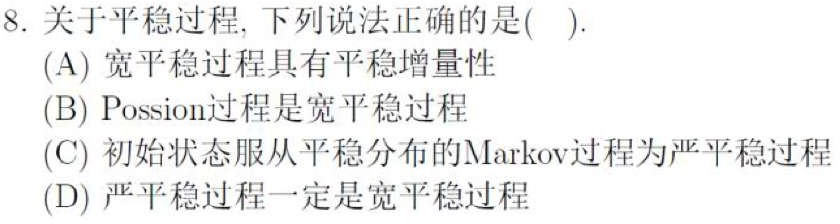 8. 关于平稳过程, 下列说法正确的是( ).
(A) 宽平稳过程具有平稳增量性
(B) Possion过程是宽平稳过程
(C) 初始状态服从平稳分布的Markov过程为严平稳过程
(D) 严平稳过程一定是宽平稳过程